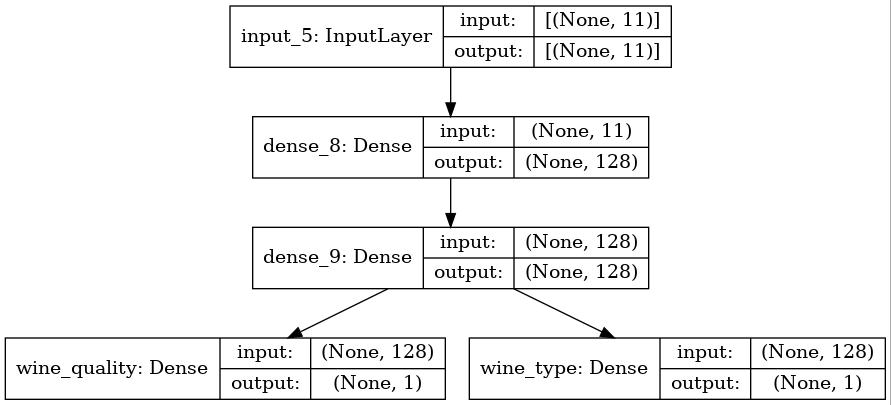 input_5: InputLayer
input: [(None, 11)]
output: [(None, 11)]
dense_8: Dense
input: (None, 11)
output: (None, 128)
dense_9: Dense
input: (None, 128)
output: (None, 128)
wine_quality: Dense
input: (None, 128)
output: (None, 1)
wine_type: Dense
input: (None, 128)
output: (None, 1)